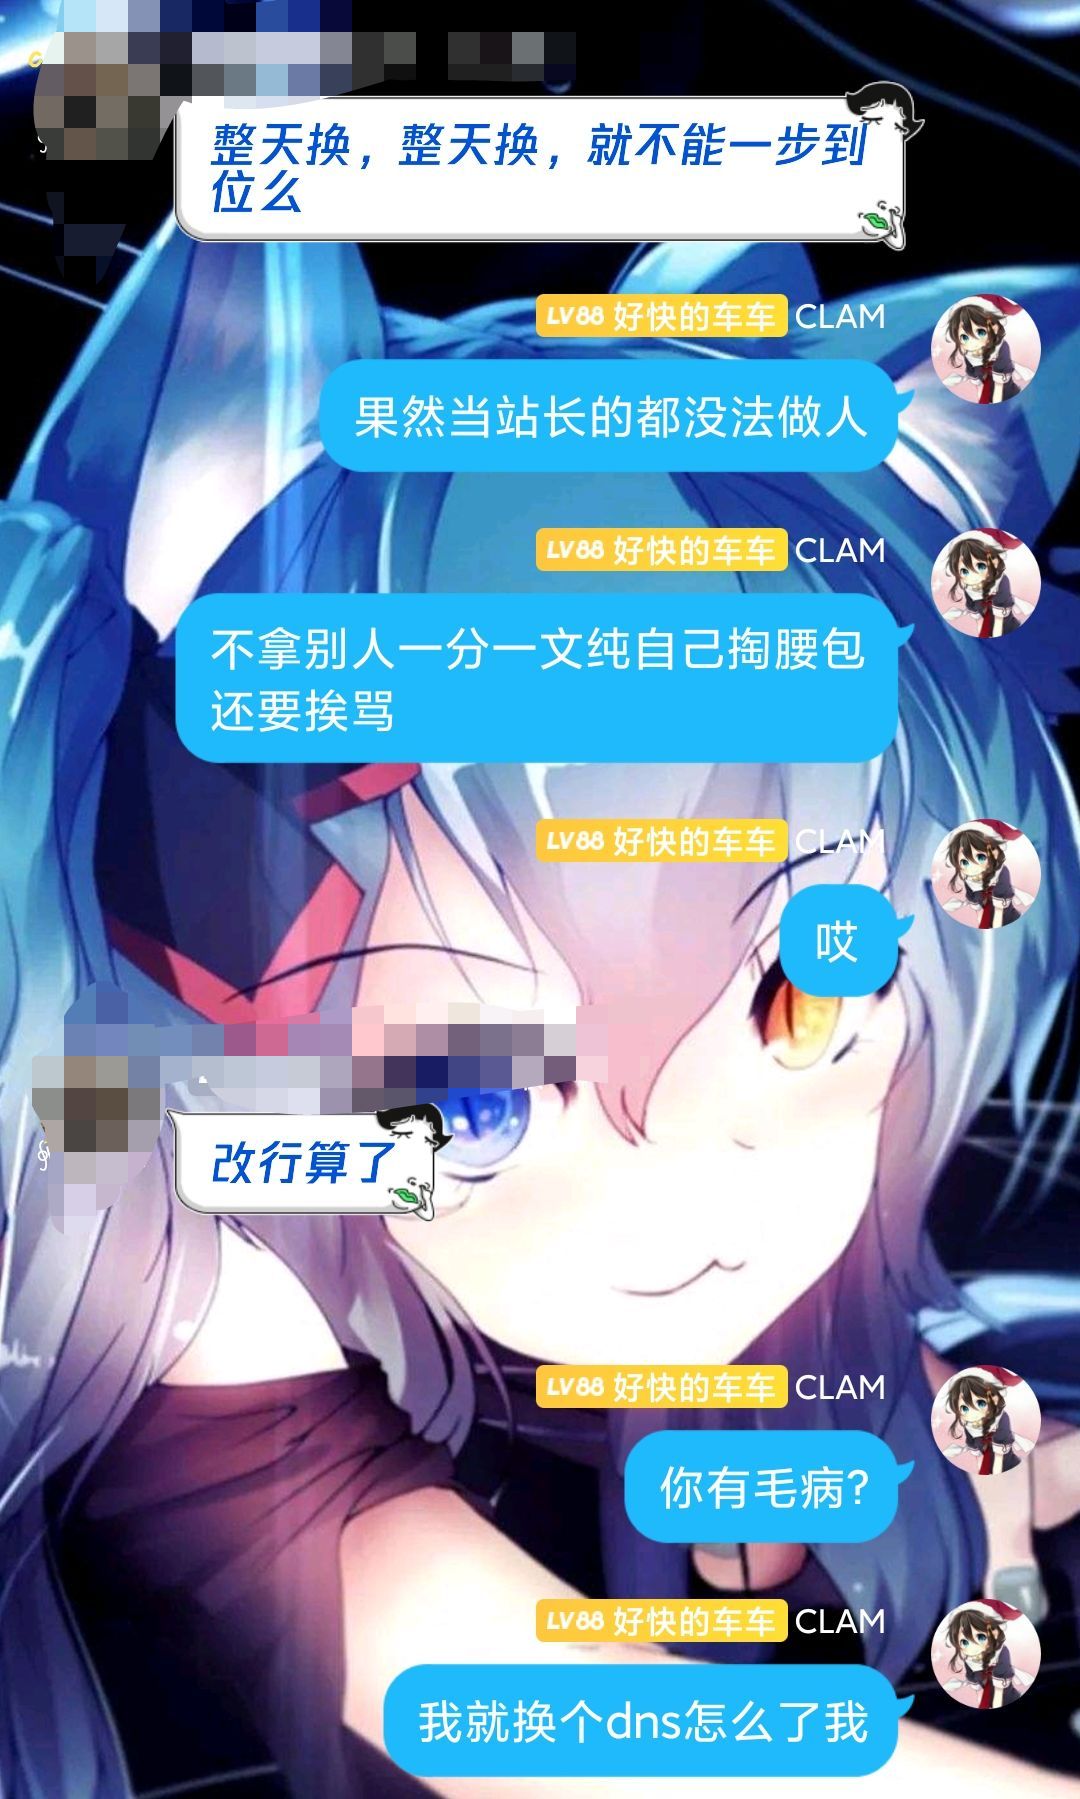 整天换，整天换，就不能一步到
位么
LV88 好快的车车 CLAM
果然当站长的都没法做人
LV88 好快的车车 CLAM
不拿别人一分一文纯自己掏腰包
还要挨骂
LV88 好快的车车 CLAM
哎
改行算了
LV88 好快的车车 CLAM
你有毛病?
LV88 好快的车车 CLAM
我就换个dns怎么了我